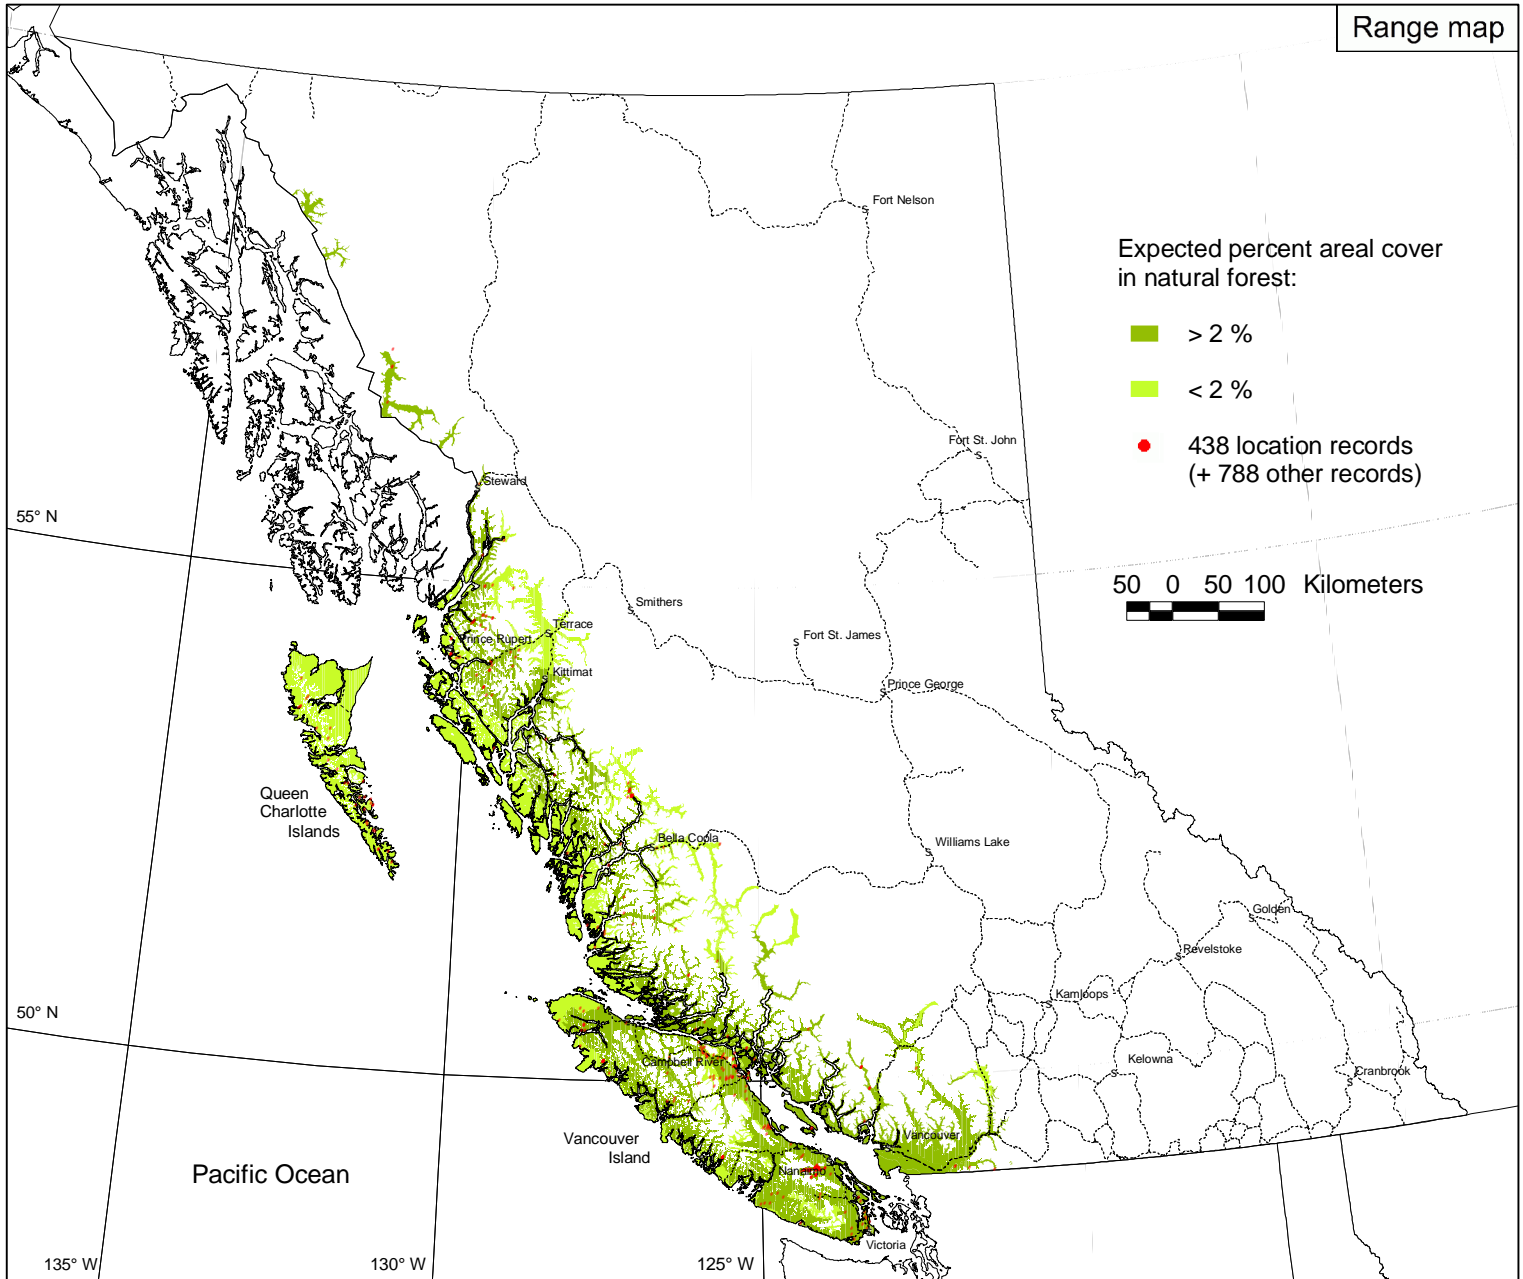 Range map
Fort Nelson
Expected percent areal cover
in natural forest:
> 2 %
< 2 %
438 location records
(+ 788 other records)
Fort St. John
Steward
55° N
50 0 50 100 Kilometers
Smithers
Terrace
Fort St. James
Prince Rupert
Kittimat
Prince George
Queen
Charlotte
Islands
Bella Coola
Williams Lake
Golden
Revelstoke
Kamloops
50° N
Campbell River
Kelowna
Cranbrook
Vancouver
Vancouver
Island
Nanaimo
Pacific Ocean
Victoria
135° W
130° W
125° W